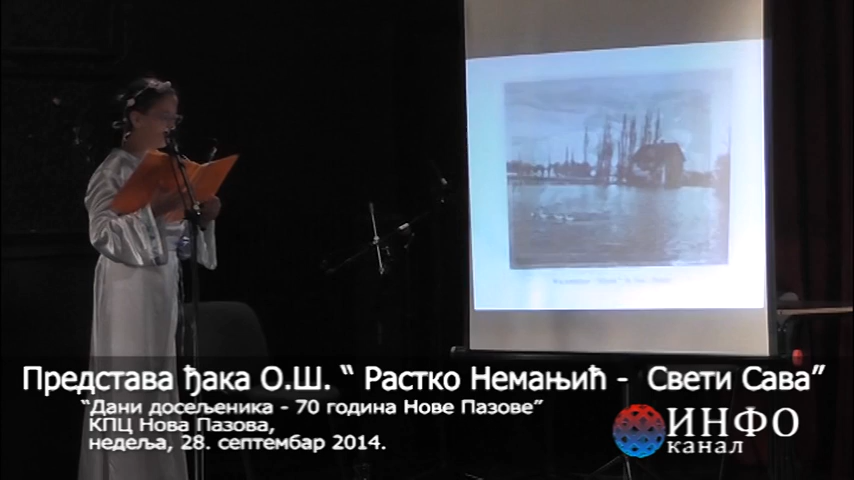 Представа ђака О.Ш. “ Растко Немањић - Свети Сава”
“Дани досељеника - 70 година Нове Пазове”
КПЦ Нова Пазова,
недеља, 28. септембар 2014.
ИНФО
канал